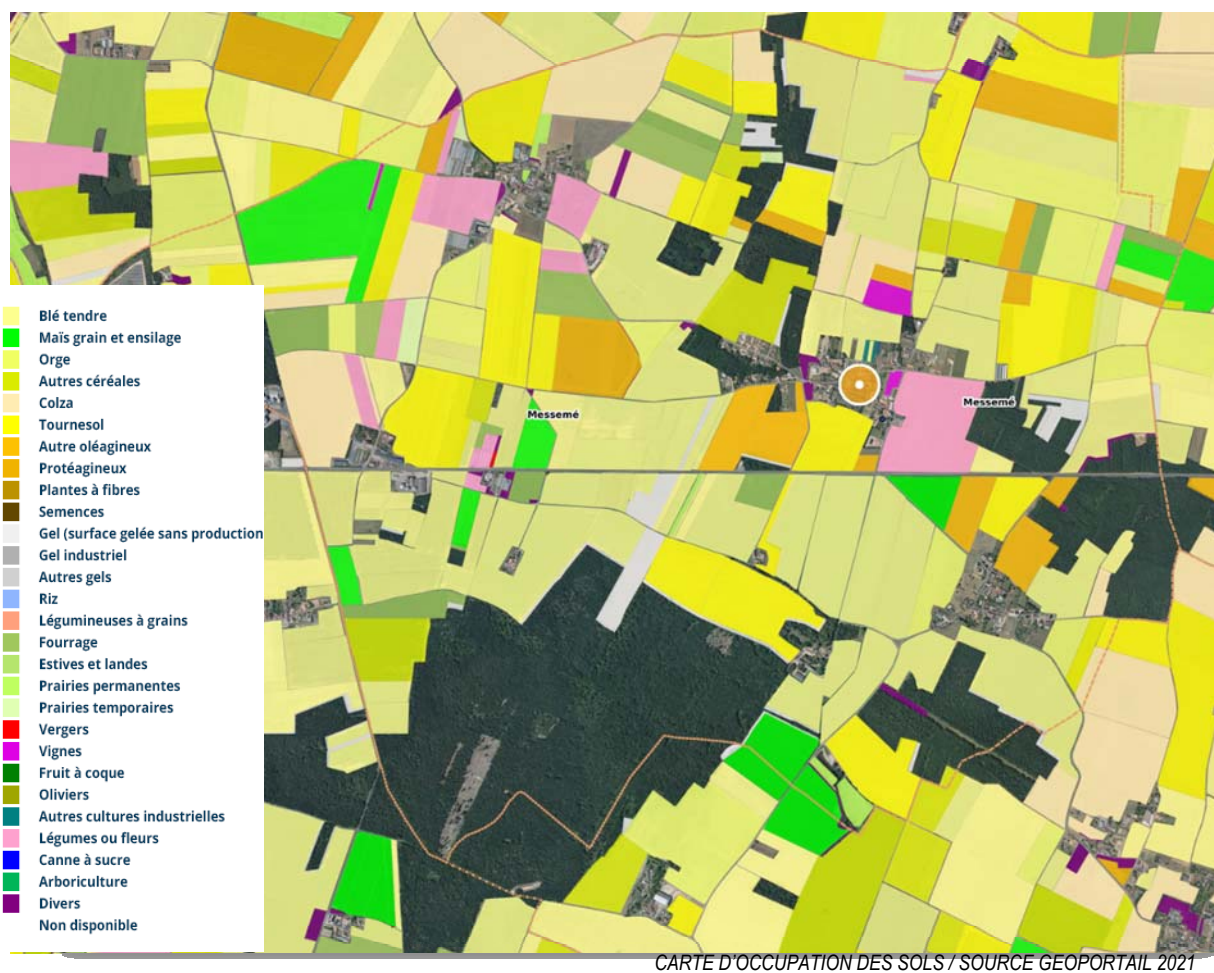 Blé tendre
Maïs grain et ensilage
Orge
Autres céréales
Colza
Tournesol
Autre oléagineux
Protéagineux
Plantes à fibres
Semences
Gel (surface gelée sans production
Gel industriel
Autres gels
Riz
Légumineuses à grains
Fourrage
Estives et landes
Prairies permanentes
Prairies temporaires
Vergers
Vignes
Fruit à coque
Oliviers
Autres cultures industrielles
Légumes ou fleurs
Canne à sucre
Arboriculture
Divers
Non disponible
Messemé
Messemé
CARTE D'OCCUPATION DES SOLS / SOURCE GEOPORTAIL 2021